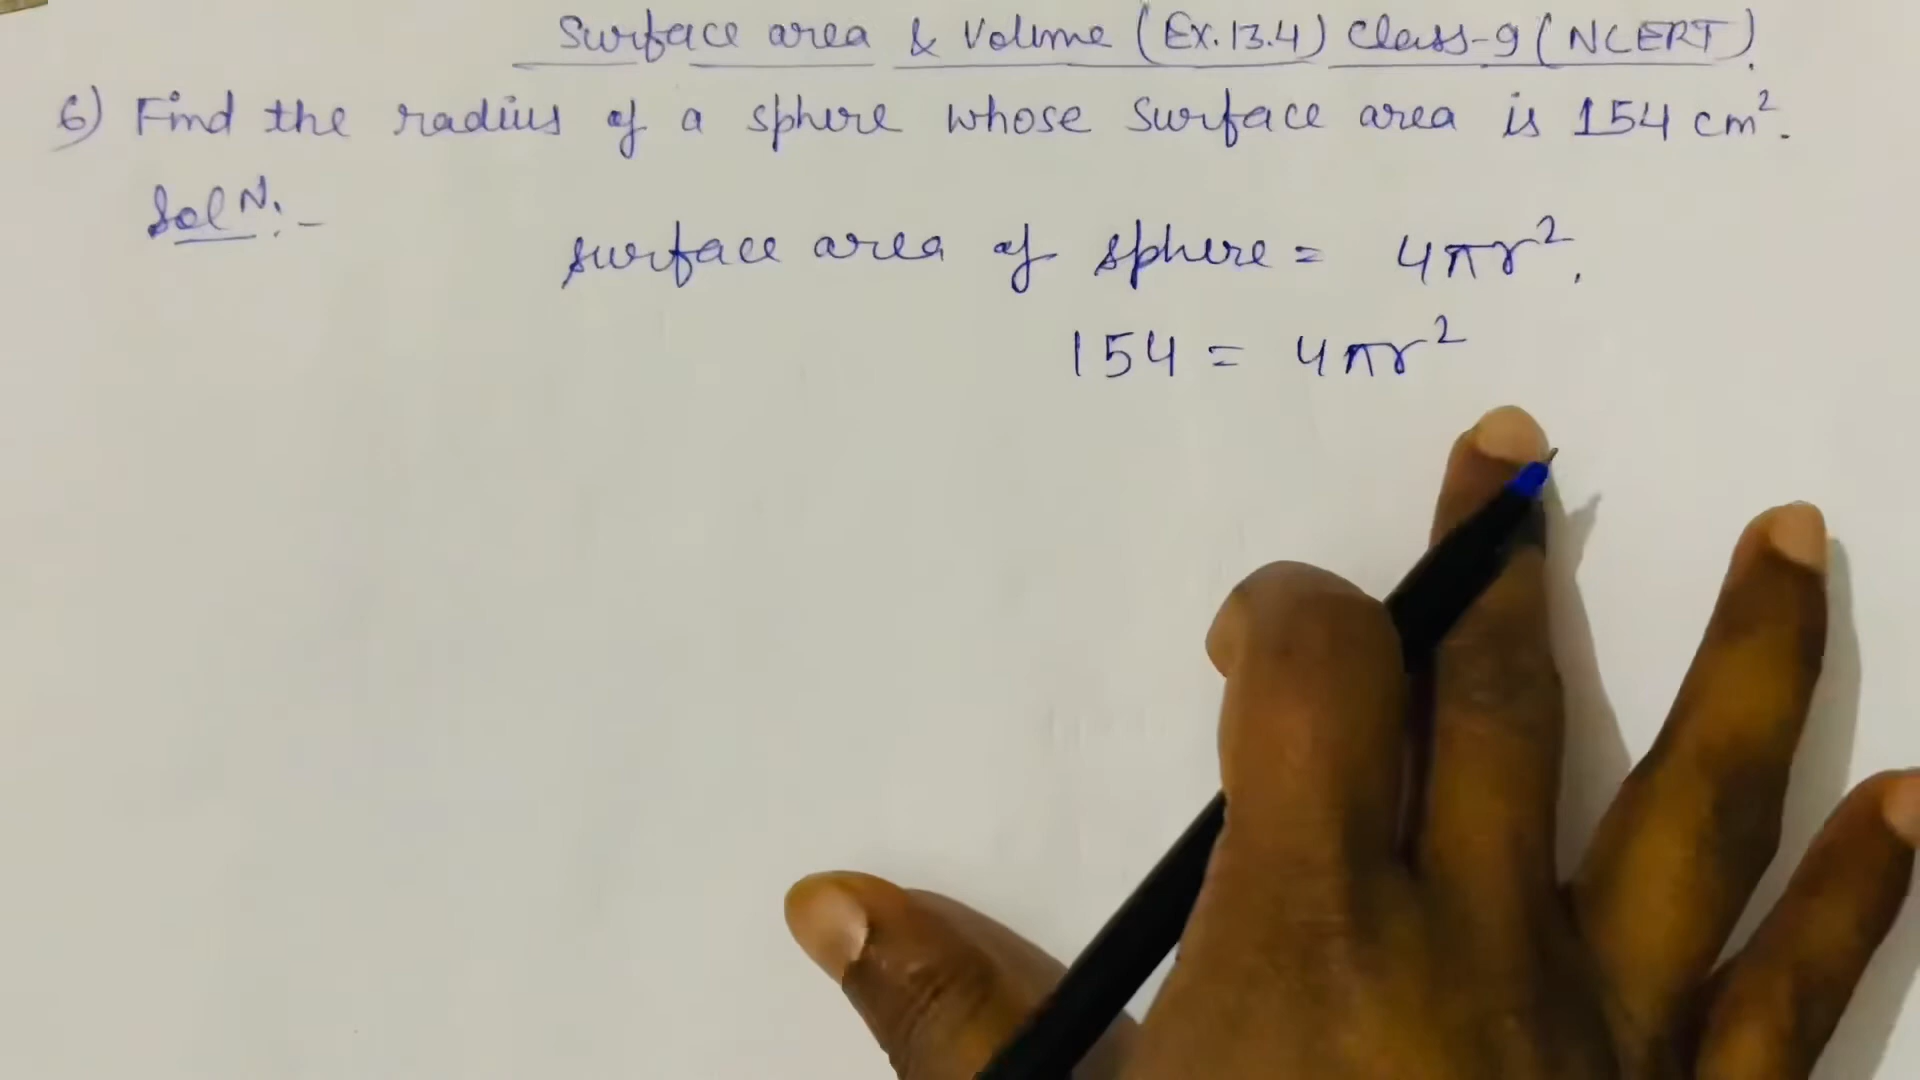 Surface area & Volume (Ex.13.4) Class-9 (NCERT).
6) Find the radius of a sphere whose surface area is 154 cm².
SolN:-
surface area of sphere = 4πr².
154 = 4πr²